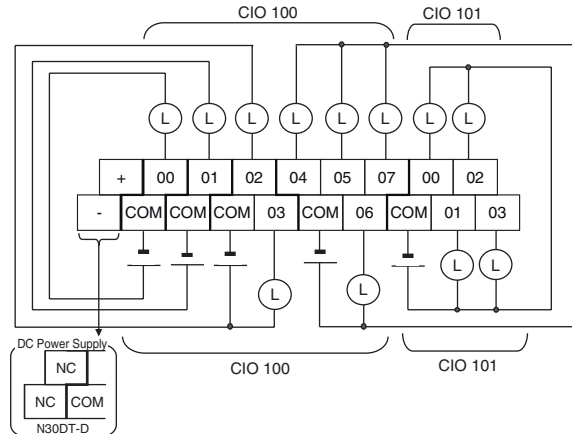 CIO 100 CIO 101
L L L L L L L L
+ 00 01 02 04 05 07 00 02
- COM COM COM 03 COM 06 COM 01 03
L L L L
DC Power Supply
NC
NC COM
N30DT-D
CIO 100 CIO 101